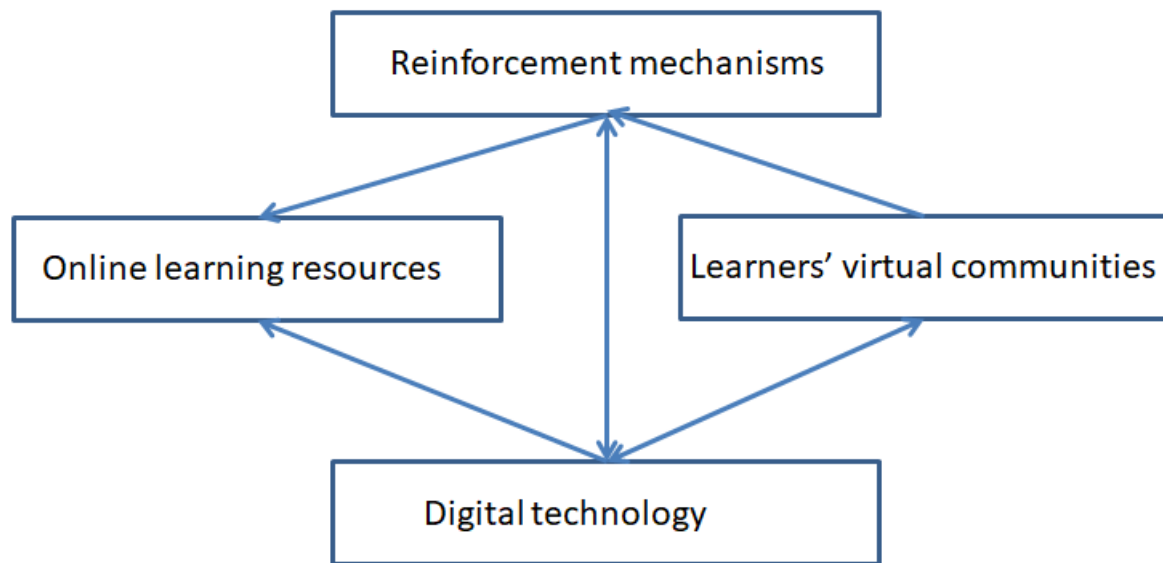 Reinforcement mechanisms
Online learning resources
Learners’ virtual communities
Digital technology